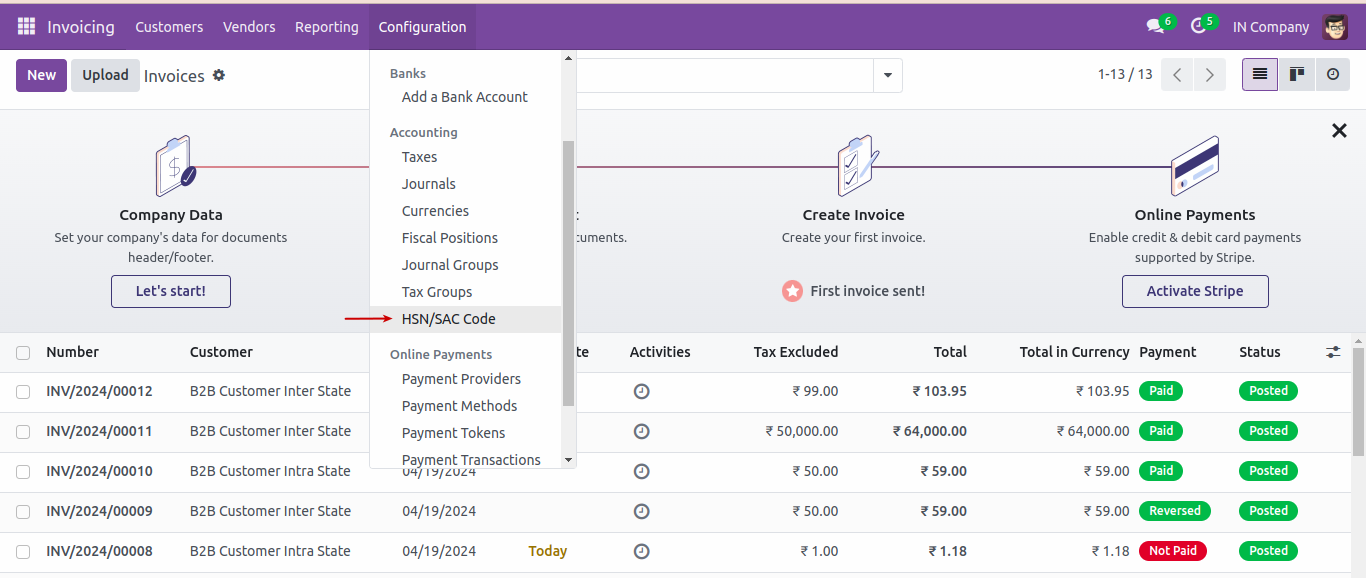 Invoicing Customers Vendors Reporting Configuration 6 5 IN Company
New Upload Invoices 1-13 / 13
Banks
Add a Bank Account
Accounting
Taxes
Journals
Currencies
Fiscal Positions
Journal Groups
Tax Groups
HSN/SAC Code
Online Payments
Payment Providers
Payment Methods
Payment Tokens
Payment Transactions
Company Data
Set your company's data for documents
header/footer.
Let's start!
Create Invoice
Create your first invoice.
First invoice sent!
Online Payments
Enable credit & debit card payments
supported by Stripe.
Activate Stripe
Number Customer Activities Tax Excluded Total Total in Currency Payment Status
INV/2024/00012 B2B Customer Inter State ₹ 99.00 ₹ 103.95 ₹ 103.95 Paid Posted
INV/2024/00011 B2B Customer Inter State ₹ 50,000.00 ₹ 64,000.00 ₹ 64,000.00 Paid Posted
INV/2024/00010 B2B Customer Intra State 04/19/2024 ₹ 50.00 ₹ 59.00 ₹ 59.00 Paid Posted
INV/2024/00009 B2B Customer Inter State 04/19/2024 ₹ 50.00 ₹ 59.00 ₹ 59.00 Reversed Posted
INV/2024/00008 B2B Customer Intra State 04/19/2024 Today ₹ 1.00 ₹ 1.18 ₹ 1.18 Not Paid Posted